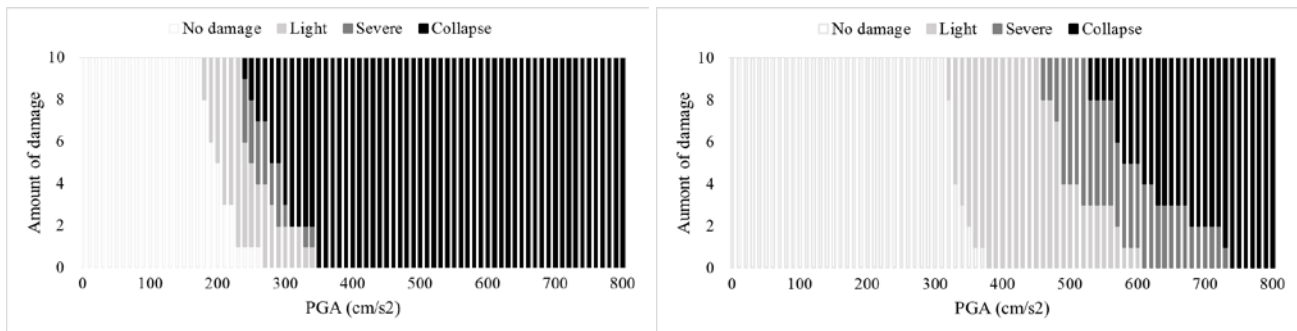 No damage Light Severe Collapse
10
8
6
4
2
0
Amount of damage
0 100 200 300 400 500 600 700 800
PGA (cm/s2)
No damage Light Severe Collapse
10
8
6
4
2
0
Aumont of damage
0 100 200 300 400 500 600 700 800
PGA (cm/s2)